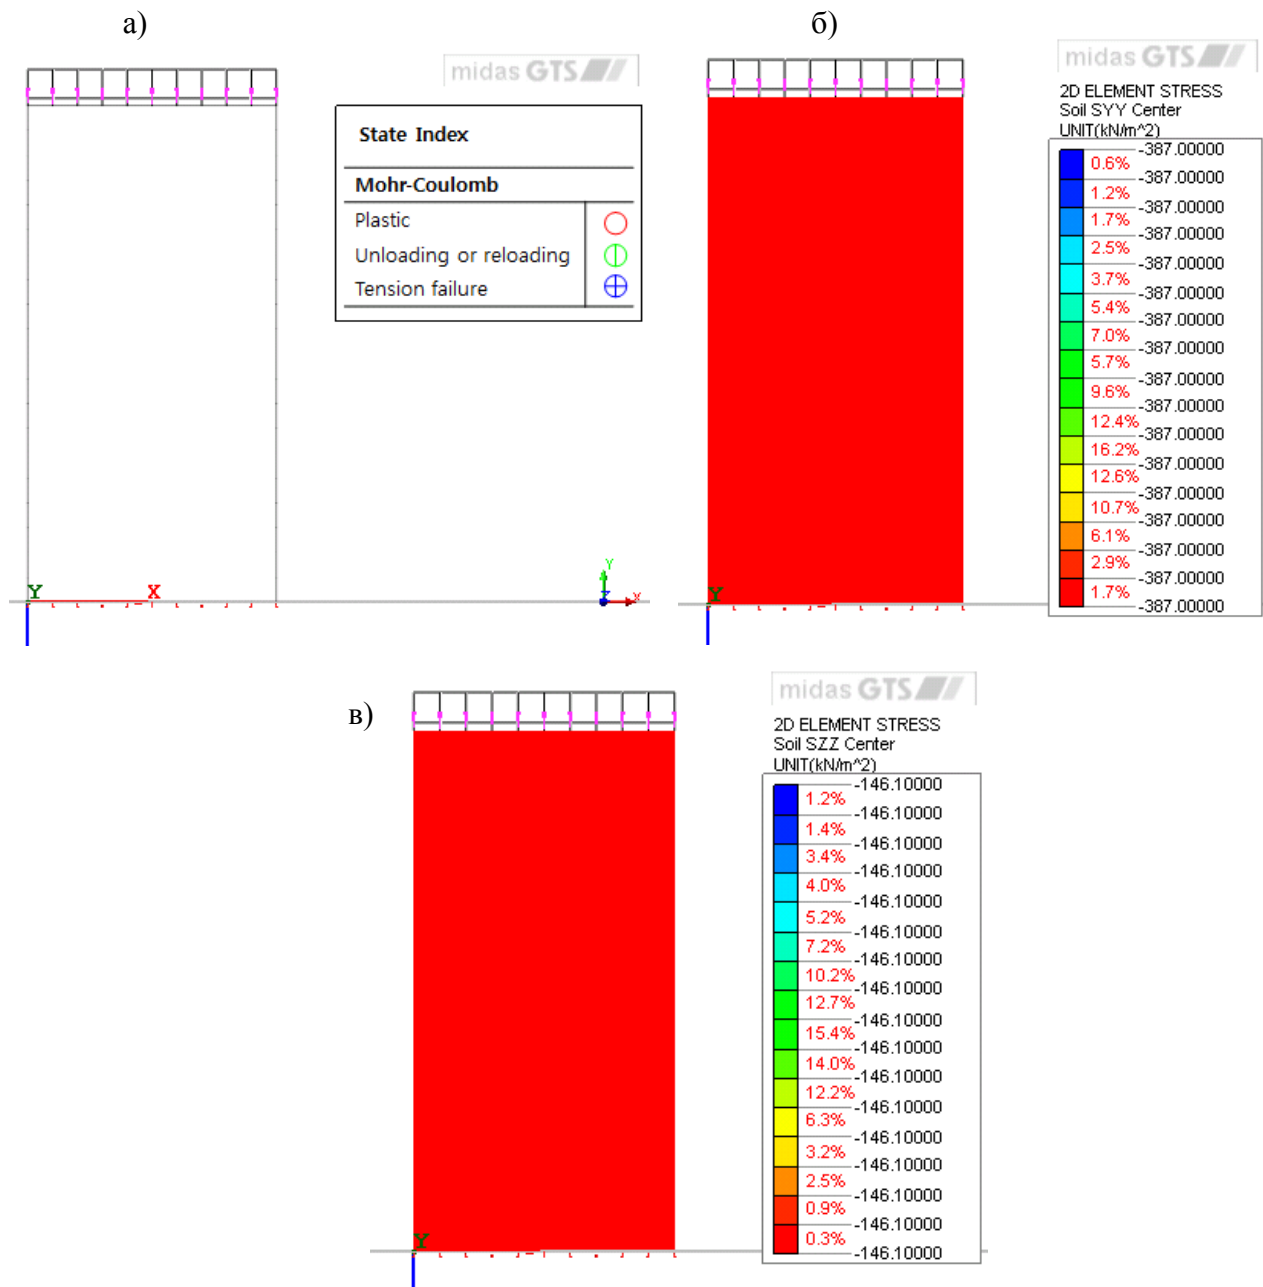 а)
midas GTS
State Index
Mohr-Coulomb
Plastic
Unloading or reloading
Tension failure
Y
X
Y
Z
X
б)
midas GTS
2D ELEMENT STRESS
Soil SYY Center
UNIT(kN/m^2)
-387.00000
0.6%
-387.00000
1.2%
-387.00000
1.7%
-387.00000
2.5%
-387.00000
3.7%
-387.00000
5.4%
-387.00000
7.0%
-387.00000
5.7%
-387.00000
9.6%
-387.00000
12.4%
-387.00000
16.2%
-387.00000
12.6%
-387.00000
10.7%
-387.00000
6.1%
-387.00000
2.9%
-387.00000
1.7%
-387.00000
Y
в)
midas GTS
2D ELEMENT STRESS
Soil SZZ Center
UNIT(kN/m^2)
-146.10000
1.2%
-146.10000
1.4%
-146.10000
3.4%
-146.10000
4.0%
-146.10000
5.2%
-146.10000
7.2%
-146.10000
10.2%
-146.10000
12.7%
-146.10000
15.4%
-146.10000
14.0%
-146.10000
12.2%
-146.10000
6.3%
-146.10000
3.2%
-146.10000
2.5%
-146.10000
0.9%
-146.10000
0.3%
-146.10000
Y